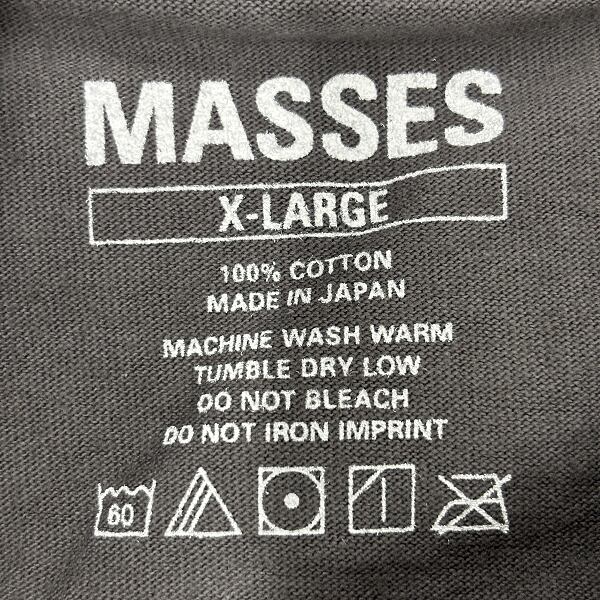 MASSES
X-LARGE
100% COTTON
MADE IN JAPAN
MACHINE WASH WARM
TUMBLE DRY LOW
DO NOT BLEACH
DO NOT IRON IMPRINT
60